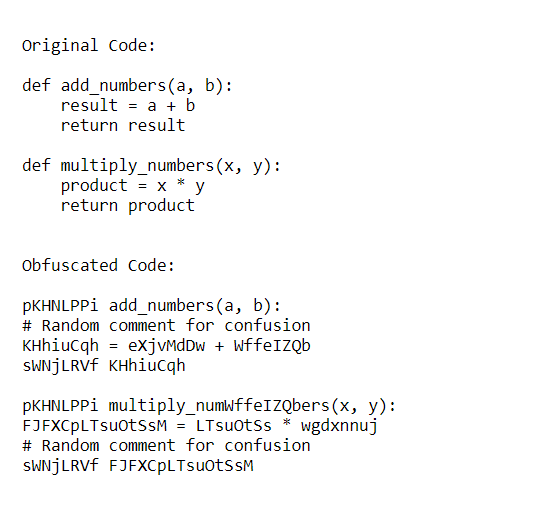 Original Code:
def add_numbers(a, b):
    result = a + b
    return result
def multiply_numbers(x, y):
    product = x * y
    return product
Obfuscated Code:
pKHNLPPi add_numbers(a, b):
# Random comment for confusion
KHhiuCqh = eXjvMdDw + WffeIZQb
sWNjLRVf KHhiuCqh
pKHNLPPi multiply_numWffeIZQbers(x, y):
FJFXCpLTsuOtSsM = LTsuOtSs * wgdxnnuj
# Random comment for confusion
sWNjLRVf FJFXCpLTsuOtSsM